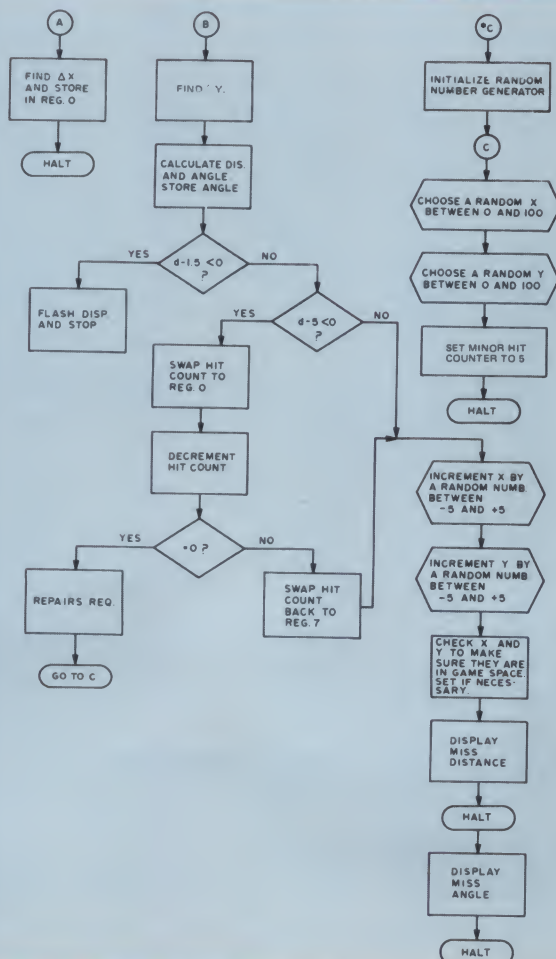 A
FIND ΔX
AND STORE
IN REG. 0
HALT
B
FIND Y.
CALCULATE DIS.
AND ANGLE
STORE ANGLE
YES
d-1.5 <0
?
NO
FLASH DISP.
AND STOP
YES
d-5 <0
?
NO
SWAP HIT
COUNT TO
REG. 0
DECREMENT
HIT COUNT
YES
=0 ?
NO
REPAIRS REQ.
GO TO C
SWAP HIT
COUNT
BACK TO
REG. 7
*C
INITIALIZE RANDOM
NUMBER GENERATOR
C
CHOOSE A RANDOM X
BETWEEN 0 AND 100
CHOOSE A RANDOM Y
BETWEEN 0 AND 100
SET MINOR HIT
COUNTER TO 5
HALT
INCREMENT X BY
A RANDOM NUMB.
BETWEEN
-5 AND +5
INCREMENT Y BY
A RANDOM NUMB.
BETWEEN
-5 AND +5
CHECK X AND
Y TO MAKE
SURE THEY ARE
IN GAME SPACE.
SET IF NECES-
SARY.
DISPLAY
MISS
DISTANCE
HALT
DISPLAY
MISS
ANGLE
HALT